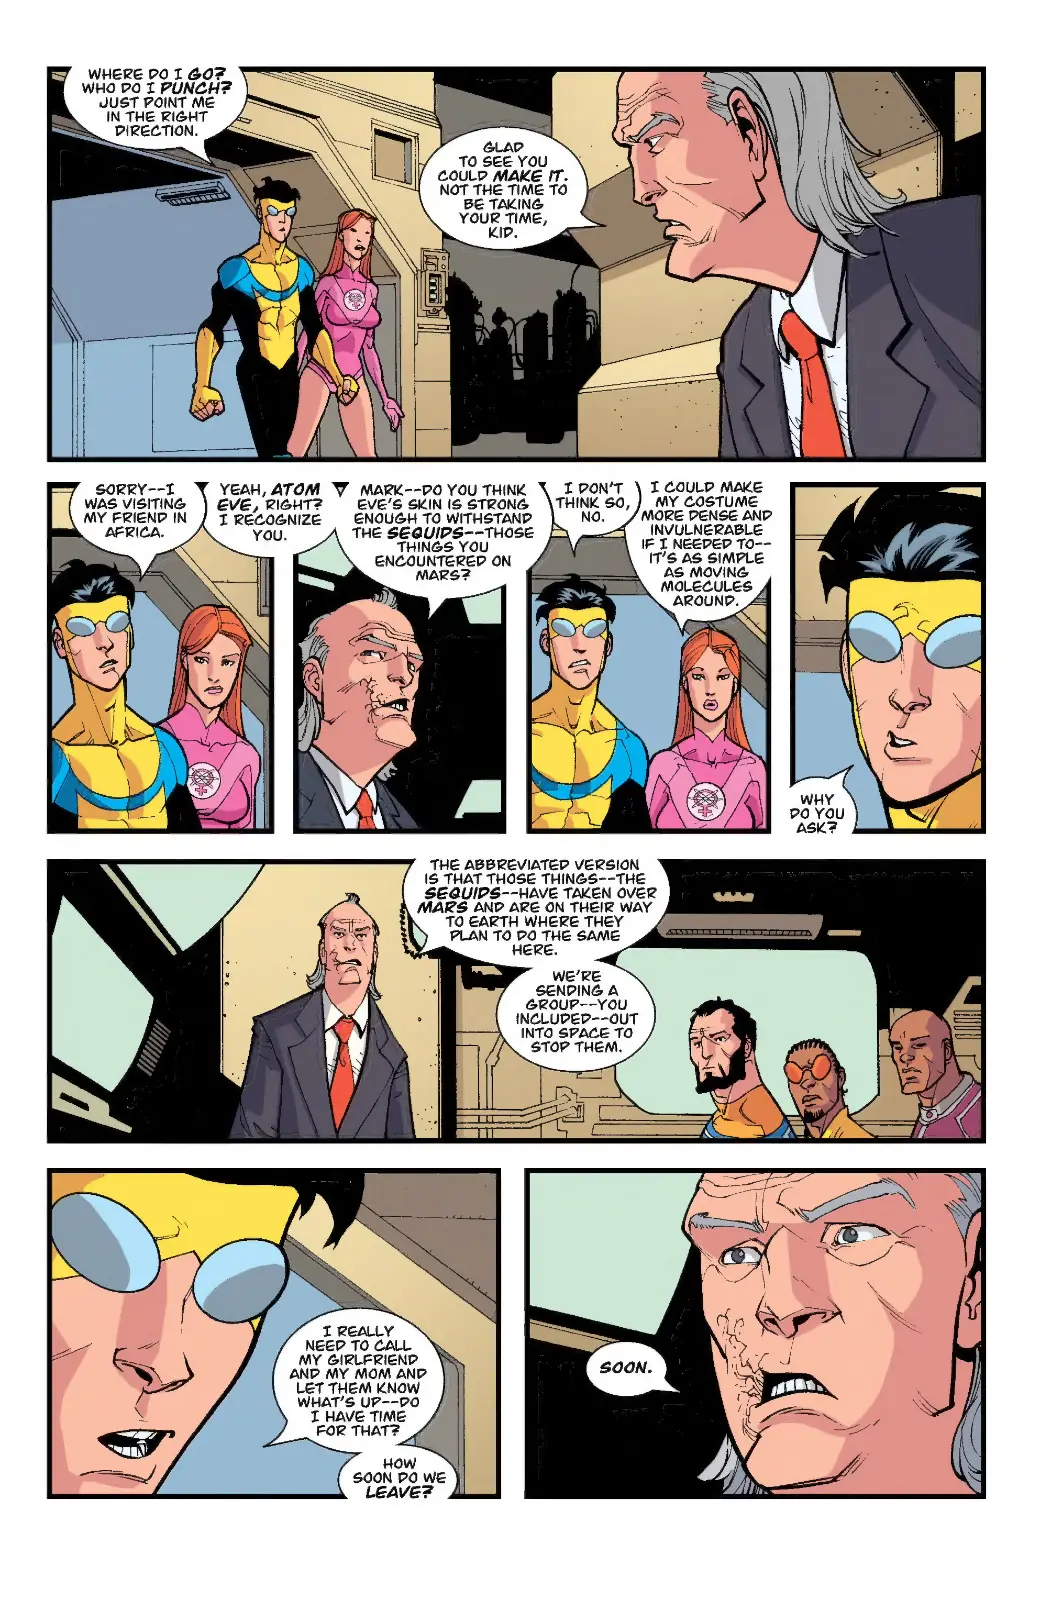 WHERE DO I GO?
WHO DO I PUNCH?
JUST POINT ME
IN THE RIGHT
DIRECTION.
GLAD
TO SEE YOU
COULD MAKE IT.
NOT THE TIME TO
BE TAKING
YOUR TIME,
KID.
SORRY--I
WAS VISITING
MY FRIEND IN
AFRICA.
YEAH, ATOM
EVE, RIGHT?
I RECOGNIZE
YOU.
MARK--DO YOU THINK
EVE'S SKIN IS STRONG
ENOUGH TO WITHSTAND
THE SEQUIDS--THOSE
THINGS YOU
ENCOUNTERED ON
MARS?
I DON'T
THINK SO,
NO.
I COULD MAKE
MY COSTUME
MORE DENSE AND
INVULNERABLE
IF I NEEDED TO--
IT'S AS SIMPLE
AS MOVING
MOLECULES
AROUND.
WHY
DO YOU
ASK?
THE ABBREVIATED VERSION
IS THAT THOSE THINGS--THE
SEQUIDS--HAVE TAKEN OVER
MARS AND ARE ON THEIR WAY
TO EARTH WHERE THEY
PLAN TO DO THE SAME
HERE.
WE'RE
SENDING A
GROUP--YOU
INCLUDED--OUT
INTO SPACE TO
STOP THEM.
I REALLY
NEED TO CALL
MY GIRLFRIEND
AND MY MOM AND
LET THEM KNOW
WHAT'S UP--DO
I HAVE TIME
FOR THAT?
HOW
SOON DO WE
LEAVE?
SOON.